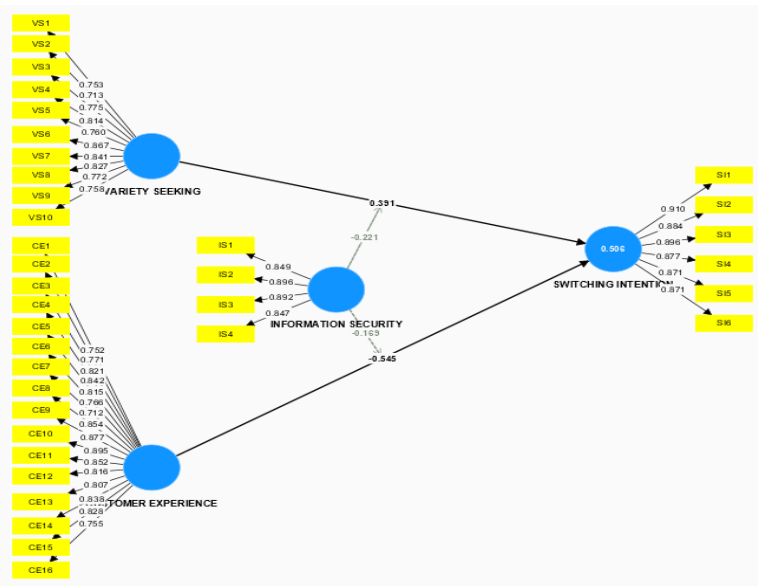 VS1
VS2
VS3
VS4
VS5
VS6
VS7
VS8
VS9
VS10
0.753
0.713
0.775
0.814
0.760
0.867
0.841
0.827
0.772
0.758
VARIETY SEEKING
CE1
CE2
CE3
CE4
CE5
CE6
CE7
CE8
CE9
CE10
CE11
CE12
CE13
CE14
CE15
CE16
0.752
0.771
0.821
0.842
0.815
0.766
0.712
0.854
0.877
0.895
0.852
0.816
0.807
0.838
0.828
0.755
TOMER EXPERIENCE
IS1
IS2
IS3
IS4
0.849
0.896
0.892
0.847
INFORMATION SECURITY
-0.221
-0.169
0.391
-0.545
0.506
SWITCHING INTENTION
0.910
0.884
0.896
0.877
0.871
0.871
SI1
SI2
SI3
SI4
SI5
SI6